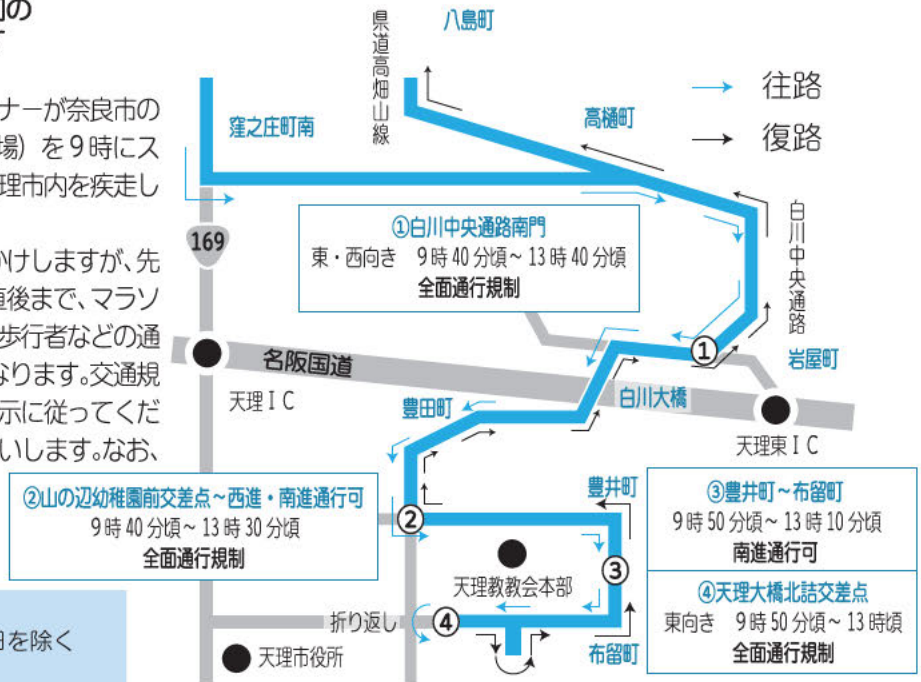 ナーが奈良市の
場)を9時にス
理市内を疾走し
かけしますが、先
直後まで、マラソ
歩行者などの通
なります。交通規
示に従ってくだ
いします。なお、
日を除く
県道高畑山線
八島町
往路
復路
窪之庄町南
高樋町
白川中央通路
169
①白川中央通路南門
東・西向き 9時40分頃~13時40分頃
全面通行規制
①
岩屋町
名阪国道
天理IC
白川大橋
天理東IC
豊田町
②山の辺幼稚園前交差点~西進・南進通行可
9時40分頃~13時30分頃
全面通行規制
②
豊井町
③豊井町~布留町
9時50分頃~13時10分頃
南進通行可
③
天理教教会本部
④天理大橋北詰交差点
東向き 9時50分頃~13時頃
全面通行規制
折り返し
④
布留町
天理市役所